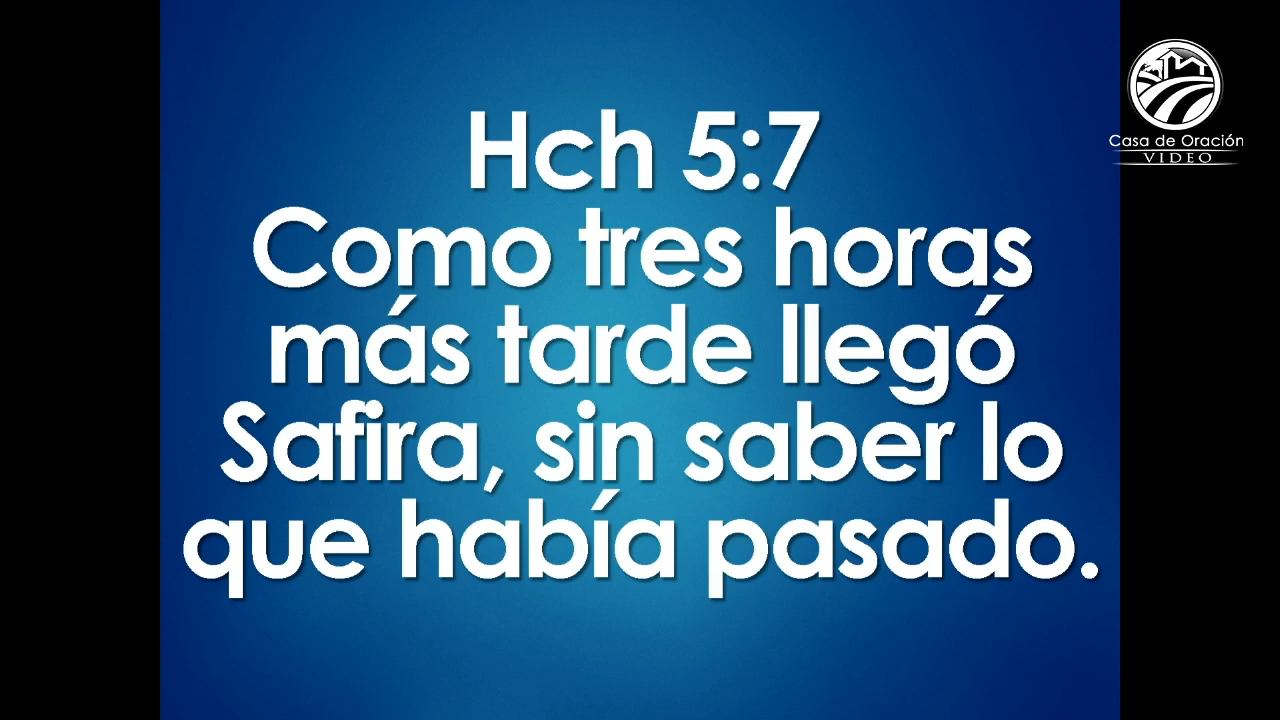 Hch 5:7
Como tres horas
más tarde llegó
Safira, sin saber lo
que había pasado.
Casa de Oración
VIDEO